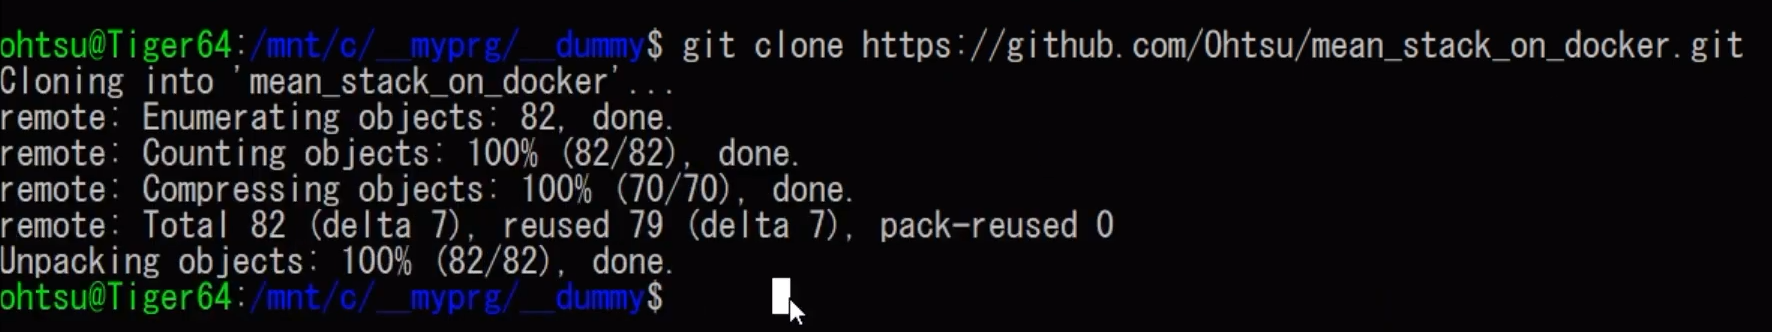 ohtsu@Tiger64:/mnt/c/__myprg/__dummy$ git clone https://github.com/Ohtsu/mean_stack_on_docker.git
Cloning into 'mean_stack_on_docker'...
remote: Enumerating objects: 82, done.
remote: Counting objects: 100% (82/82), done.
remote: Compressing objects: 100% (70/70), done.
remote: Total 82 (delta 7), reused 79 (delta 7), pack-reused 0
Unpacking objects: 100% (82/82), done.
ohtsu@Tiger64:/mnt/c/__myprg/__dummy$